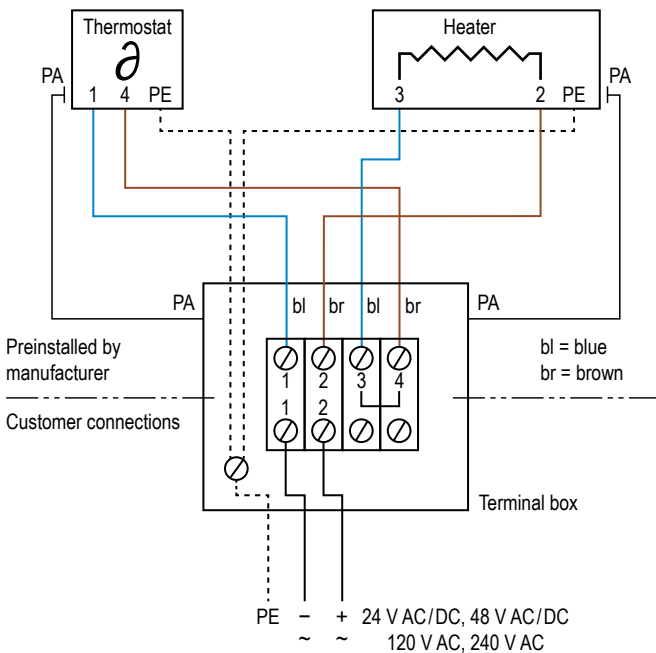 Thermostat
Heater
PA
PA
1 4 PE
3 2 PE
PA
PA
bl br bl br
Preinstalled by
manufacturer
bl = blue
br = brown
1 2 3 4
1 2
Customer connections
Terminal box
PE – + 24 V AC/DC, 48 V AC/DC
~ ~ 120 V AC, 240 V AC